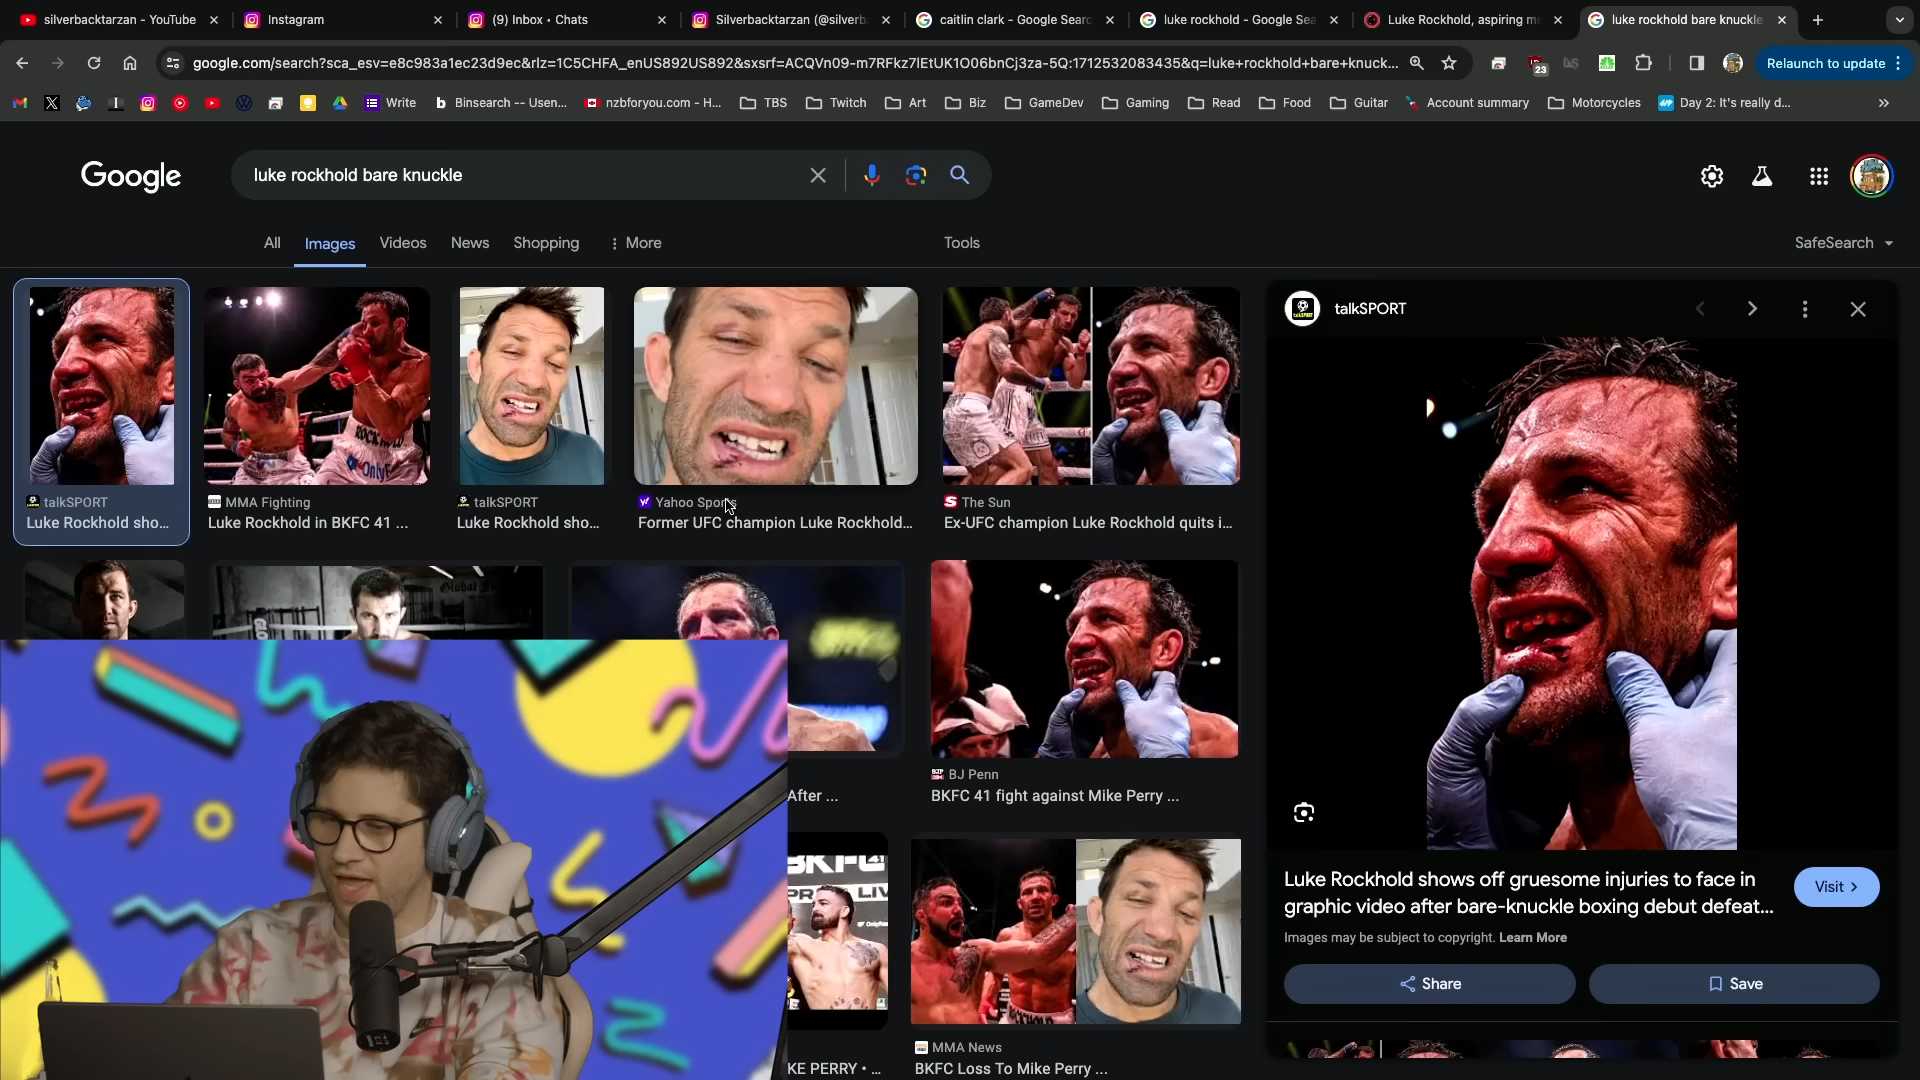 silverbacktarzan - YouTube
Instagram
(9) Inbox • Chats
Silverbacktarzan (@silverb
caitlin clark - Google Searc
luke rockhold - Google Sea
Luke Rockhold, aspiring m
luke rockhold bare knuckle
google.com/search?sca_esv=e8c983a1ec23d9ec&rlz=1C5CHFA_enUS892US892&sxsrf=ACQVn09-m7RFkz7lEtUK1O06bnCj3za-5Q:1712532083435&q=luke+rockhold+bare+knuck...
23
Relaunch to update
Write
Binsearch -- Usen...
nzbforyou.com - H...
TBS
Twitch
Art
Biz
GameDev
Gaming
Read
Food
Guitar
Account summary
Motorcycles
Day 2: It's really d...
Google
luke rockhold bare knuckle
All
Images
Videos
News
Shopping
More
Tools
SafeSearch
talkSPORT
Luke Rockhold sho...
MMA Fighting
Luke Rockhold in BKFC 41 ...
talkSPORT
Luke Rockhold sho...
Yahoo Sports
Former UFC champion Luke Rockhold...
The Sun
Ex-UFC champion Luke Rockhold quits i...
After ...
BJ Penn
BKFC 41 fight against Mike Perry ...
KE PERRY • ...
MMA News
BKFC Loss To Mike Perry ...
talkSPORT
Luke Rockhold shows off gruesome injuries to face in
graphic video after bare-knuckle boxing debut defeat...
Visit
Images may be subject to copyright. Learn More
Share
Save